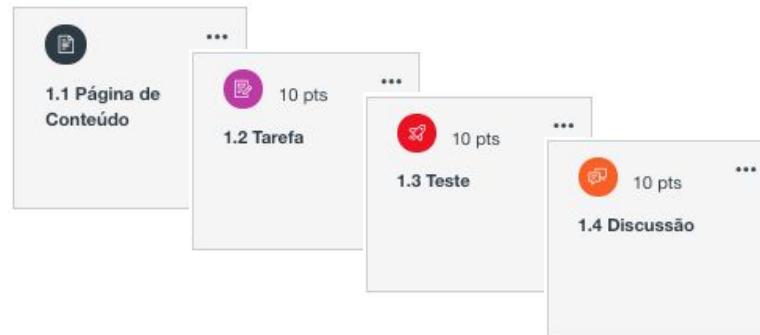 1.1 Página de
Conteúdo
10 pts
1.2 Tarefa
10 pts
1.3 Teste
10 pts
1.4 Discussão